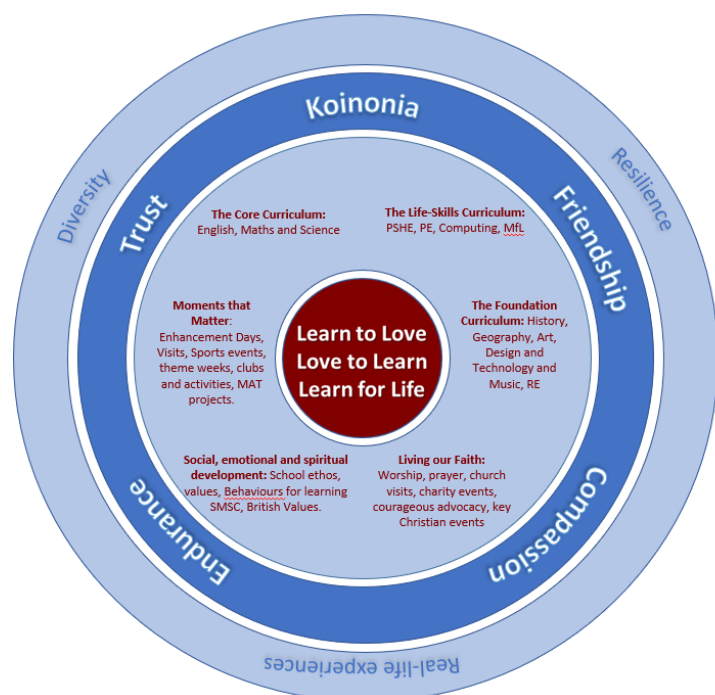 Diversity
Resilience
Real-life experiences
Koinonia
Trust
Friendship
Endurance
Compassion
The Core Curriculum:
English, Maths and Science
The Life-Skills Curriculum:
PSHE, PE, Computing, MfL
Moments that
Matter:
Enhancement Days,
Visits, Sports events,
theme weeks, clubs
and activities, MAT
projects.
Learn to Love
Love to Learn
Learn for Life
The Foundation
Curriculum: History,
Geography, Art,
Design and
Technology and
Music, RE
Social, emotional and spiritual
development: School ethos,
values, Behaviours for learning
SMSC, British Values.
Living our Faith:
Worship, prayer, church
visits, charity events,
courageous advocacy, key
Christian events